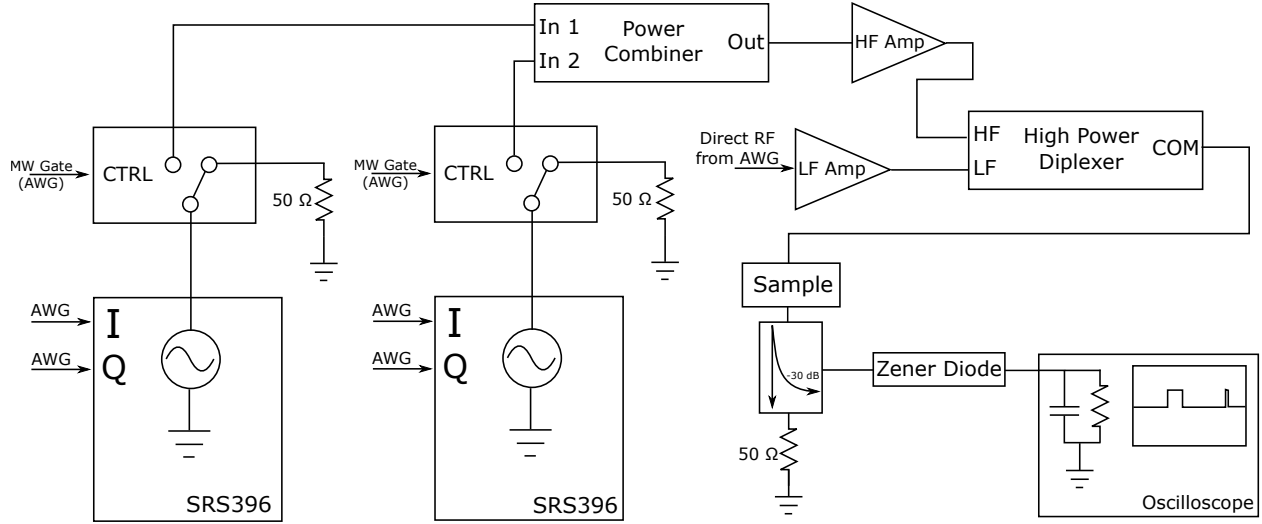 In 1
In 2
Power
Combiner
Out
HF Amp
MW Gate
(AWG)
CTRL
50 Ω
MW Gate
(AWG)
CTRL
50 Ω
Direct RF
from AWG
LF Amp
HF
LF
High Power
Diplexer
COM
AWG
I
AWG
Q
SRS396
AWG
I
AWG
Q
SRS396
Sample
-30 dB
50 Ω
Zener Diode
Oscilloscope